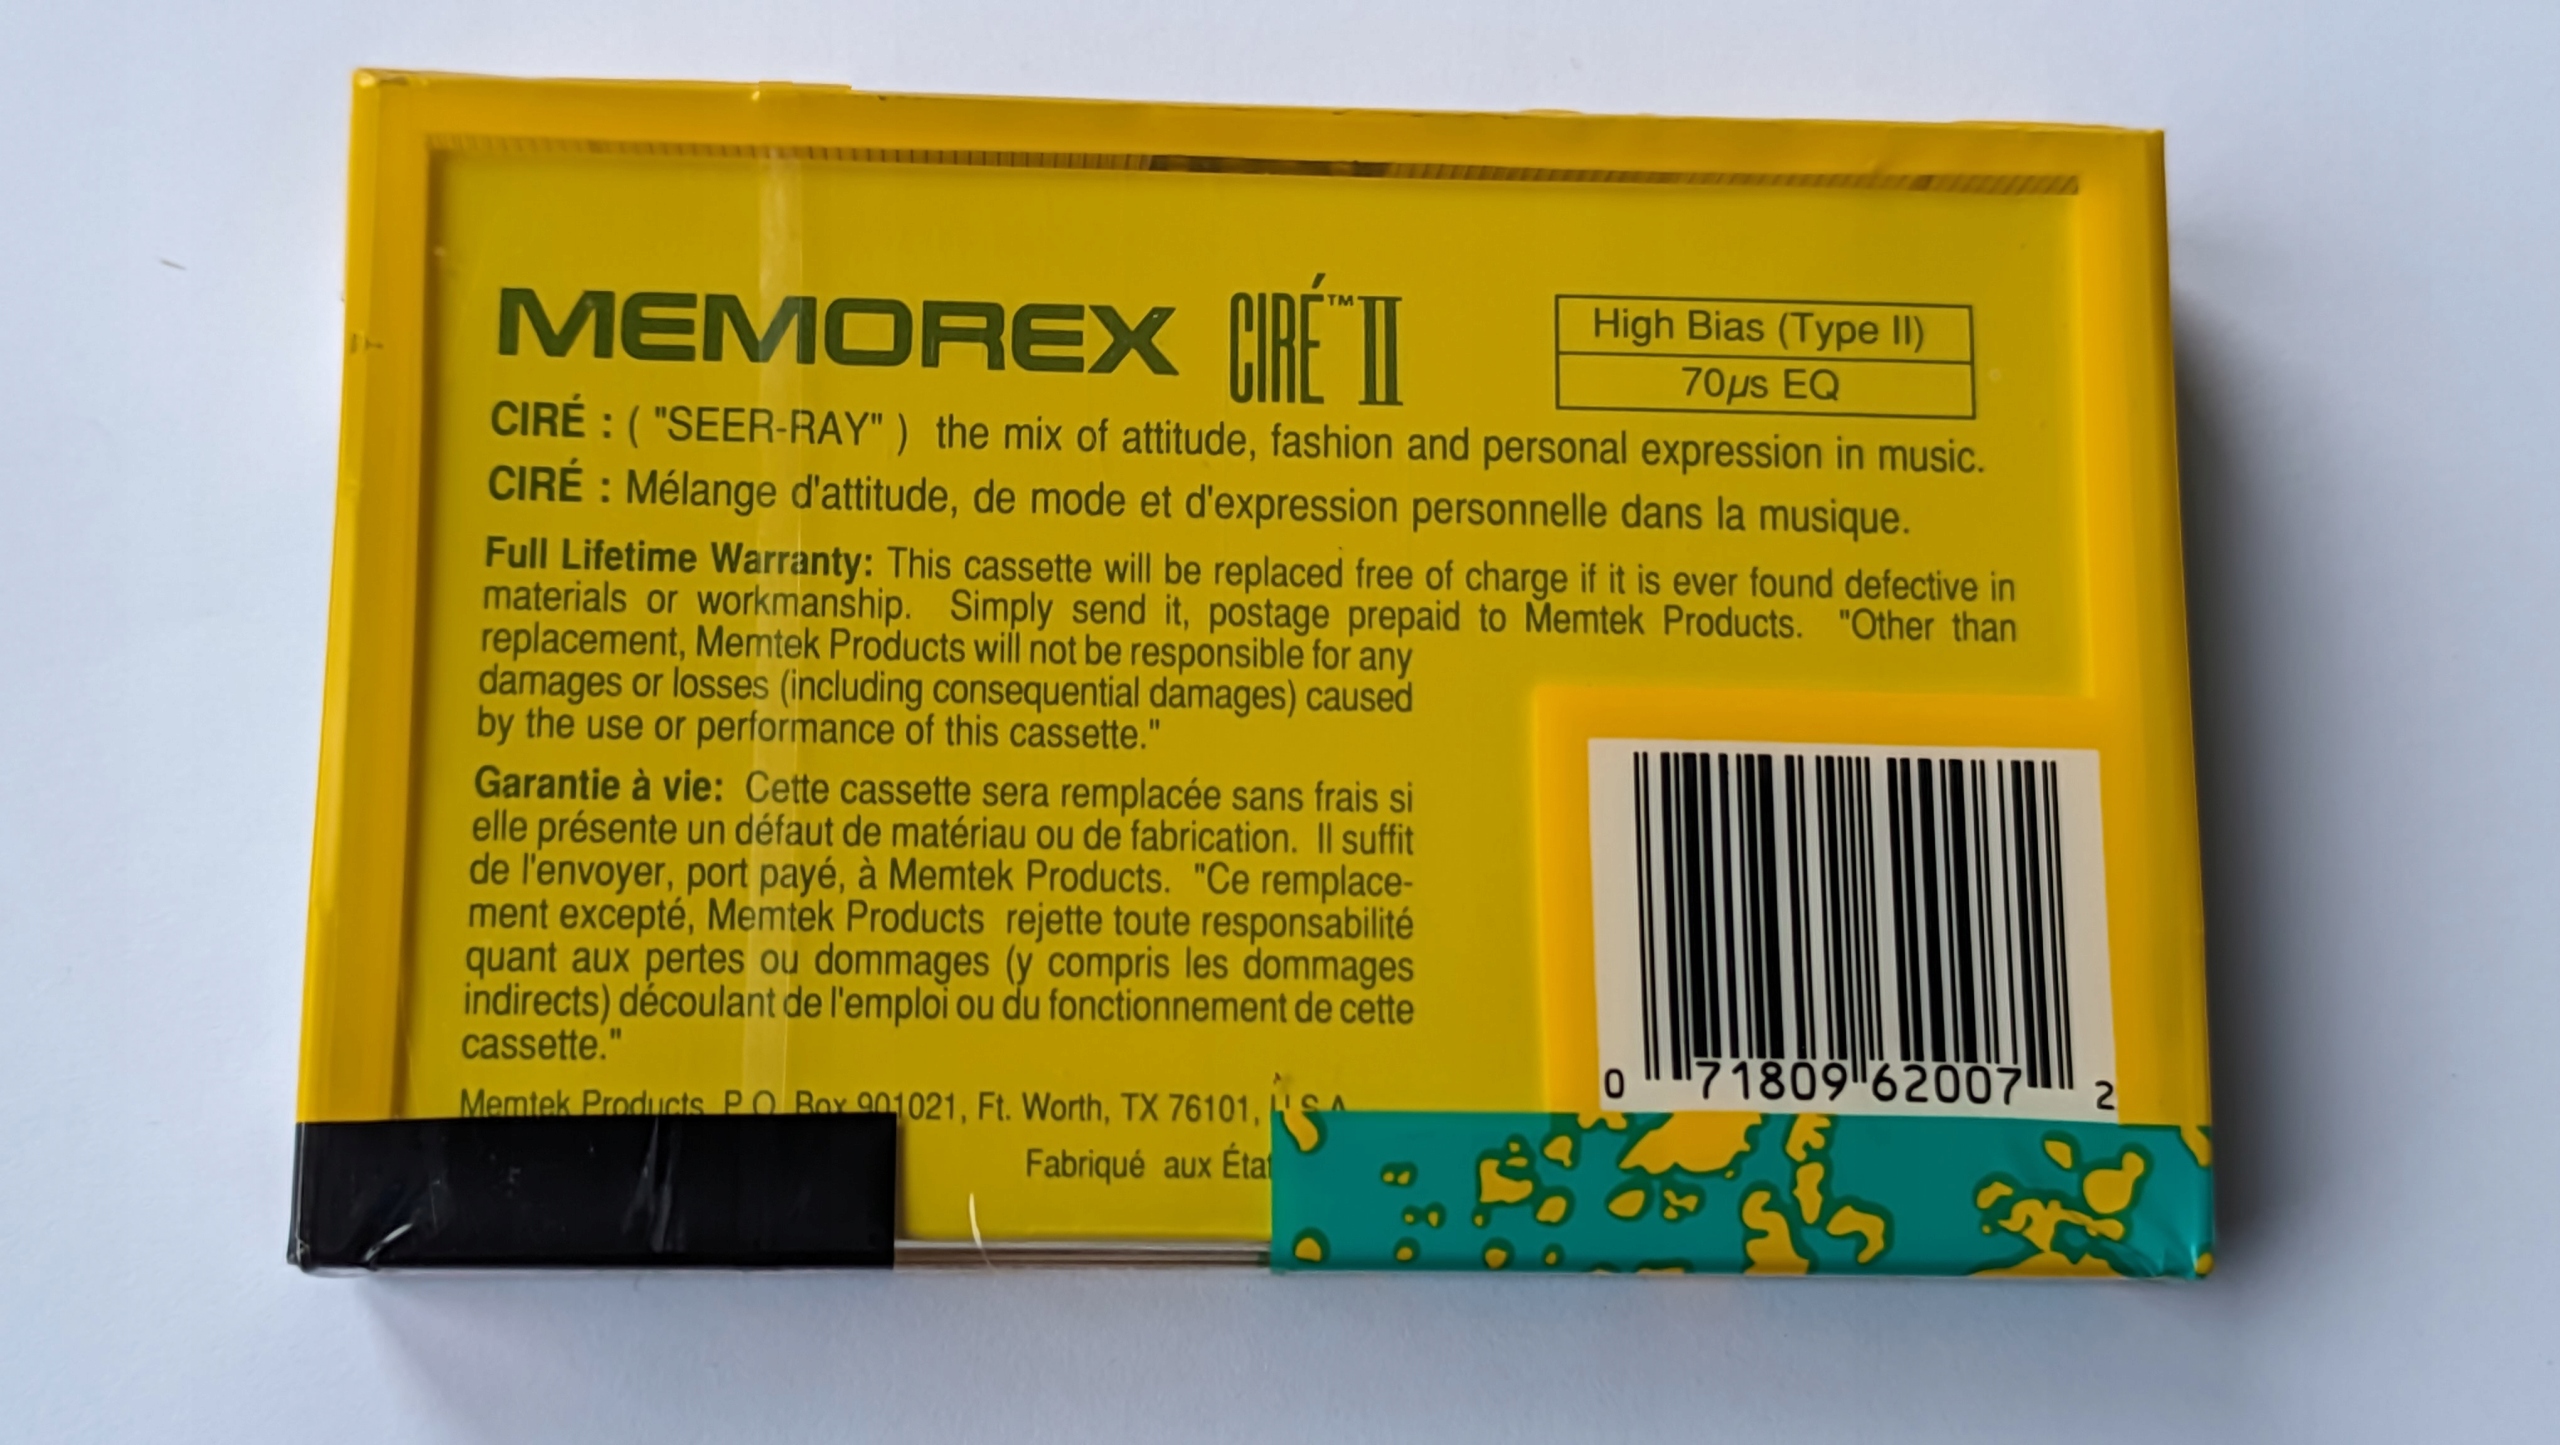 MEMOREX CIRÉ™ II
High Bias (Type II)
70µs EQ
CIRÉ : ( "SEER-RAY" ) the mix of attitude, fashion and personal expression in music.
CIRÉ : Mélange d'attitude, de mode et d'expression personnelle dans la musique.
Full Lifetime Warranty: This cassette will be replaced free of charge if it is ever found defective in
materials or workmanship. Simply send it, postage prepaid to Memtek Products. "Other than
replacement, Memtek Products will not be responsible for any
damages or losses (including consequential damages) caused
by the use or performance of this cassette."
Garantie à vie: Cette cassette sera remplacée sans frais si
elle présente un défaut de matériau ou de fabrication. Il suffit
de l'envoyer, port payé, à Memtek Products. "Ce remplace-
ment excepté, Memtek Products rejette toute responsabilité
quant aux pertes ou dommages (y compris les dommages
indirects) découlant de l'emploi ou du fonctionnement de cette
cassette."
Memtek Products P.O. Box 901021, Ft. Worth, TX 76101, U.S.A.
Fabriqué aux
0 71809 62007 2